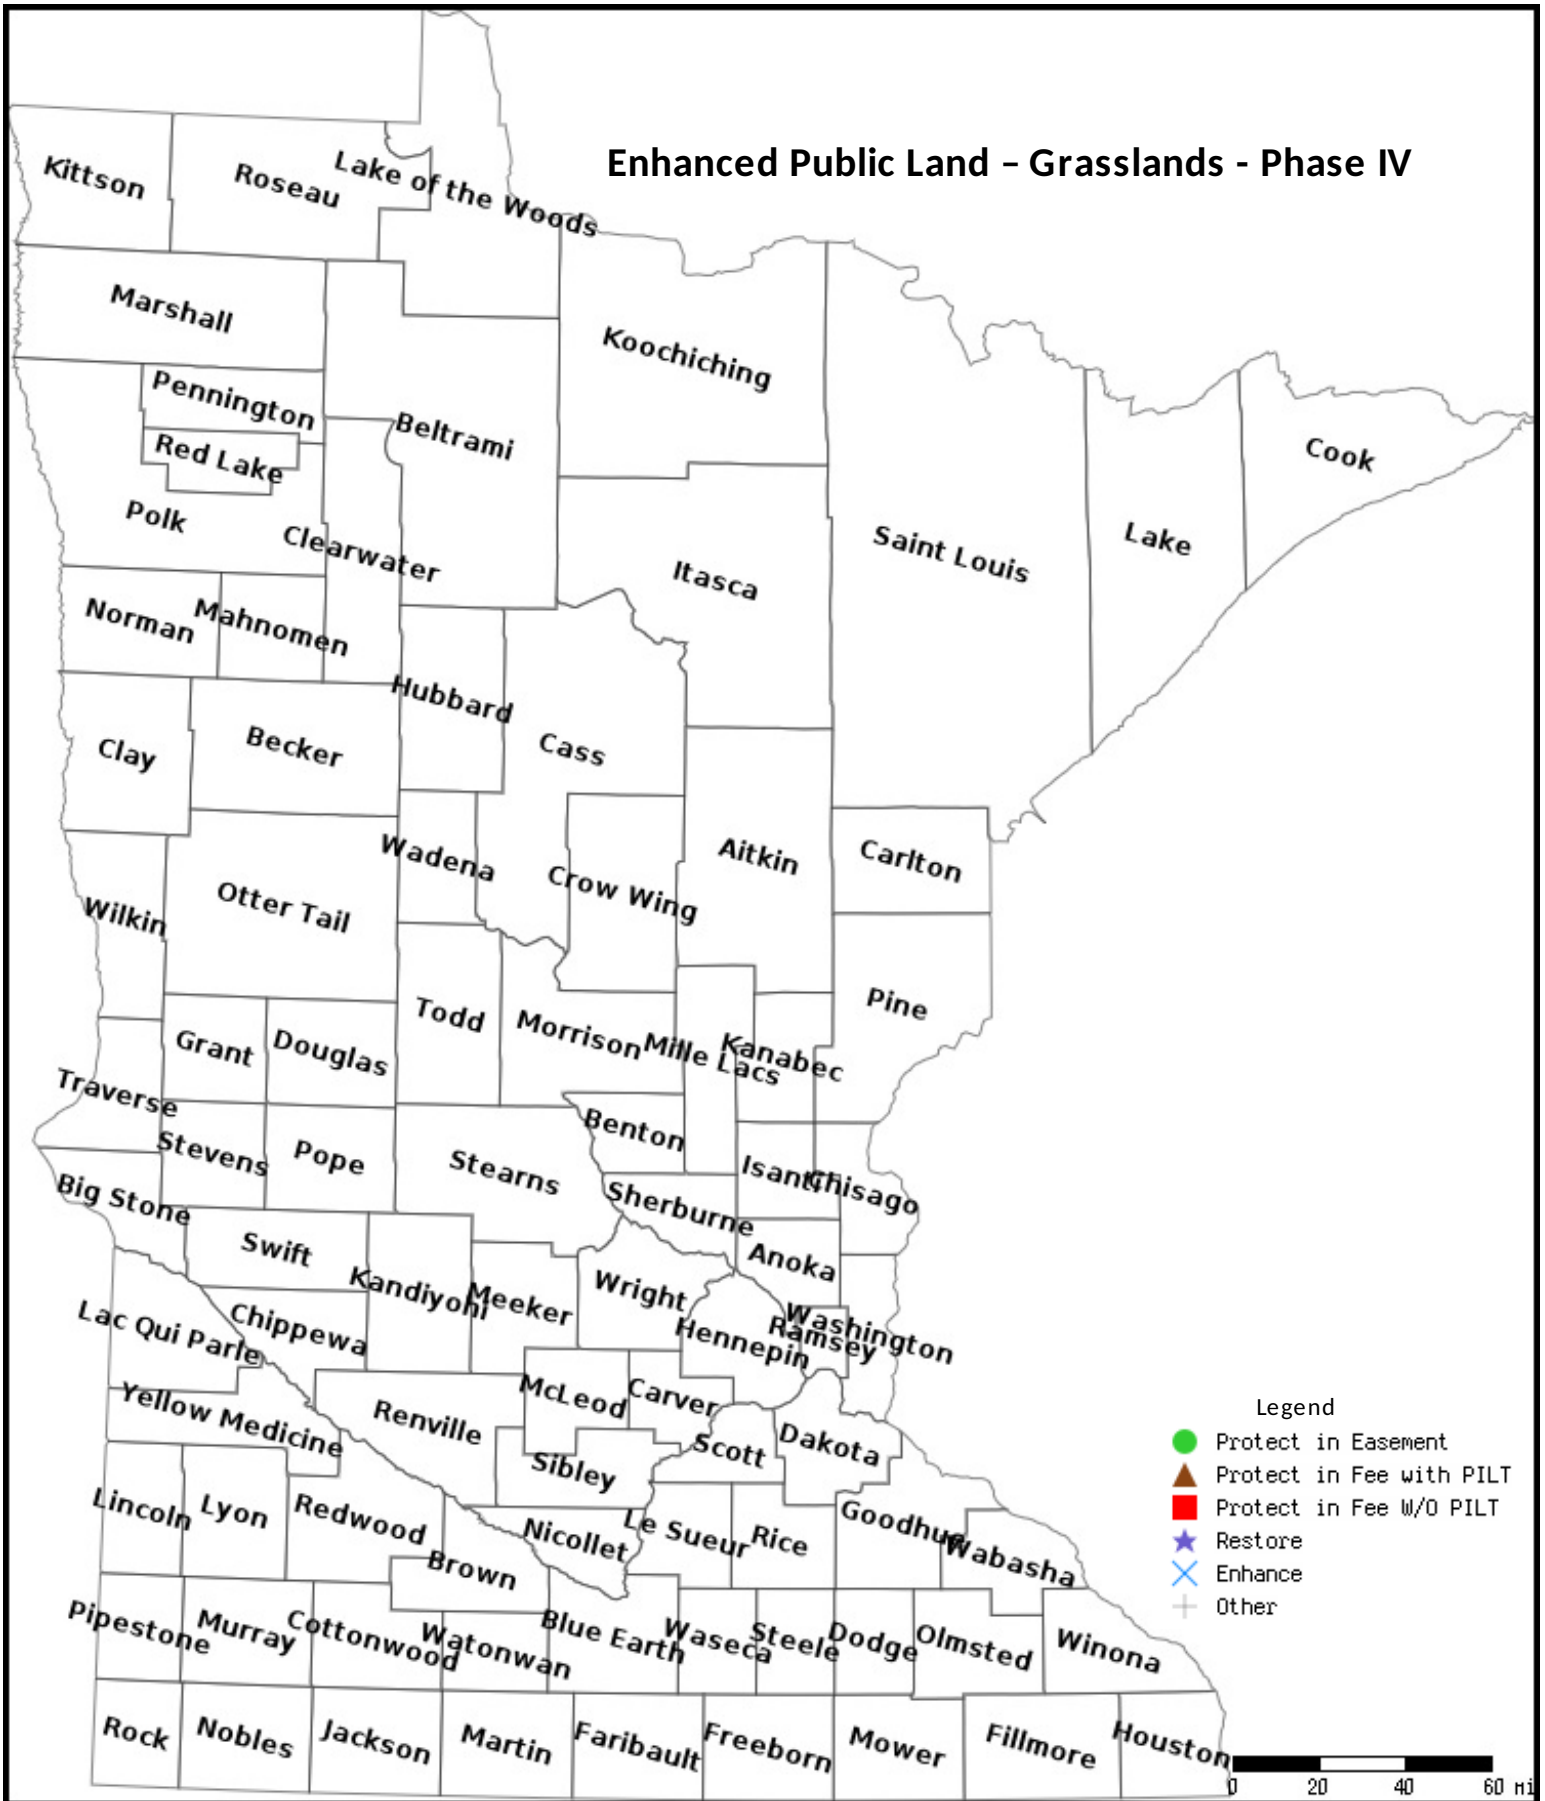 Enhanced Public Land – Grasslands - Phase IV
Kittson
Roseau
Lake of the Woods
Marshall
Koochiching
Pennington
Beltrami
Red Lake
Cook
Polk
Clearwater
Saint Louis
Lake
Itasca
Norman
Mahnomen
Hubbard
Clay
Becker
Cass
Wadena
Aitkin
Carlton
Wilkin
Otter Tail
Crow Wing
Pine
Todd
Morrison
Mille Lacs
Kanabec
Grant
Douglas
Traverse
Benton
Stevens
Pope
Stearns
Isanti
Chisago
Big Stone
Sherburne
Swift
Anoka
Kandiyohi
Meeker
Wright
Lac Qui Parle
Chippewa
Hennepin
Ramsey
Washington
Yellow Medicine
Renville
McLeod
Carver
Scott
Dakota
Sibley
Lincoln
Lyon
Redwood
Nicollet
Le Sueur
Rice
Goodhue
Wabasha
Brown
Pipestone
Murray
Cottonwood
Watonwan
Blue Earth
Waseca
Steele
Dodge
Olmsted
Winona
Rock
Nobles
Jackson
Martin
Faribault
Freeborn
Mower
Fillmore
Houston
Legend
Protect in Easement
Protect in Fee with PILT
Protect in Fee W/O PILT
Restore
Enhance
Other
0 20 40 60 mi